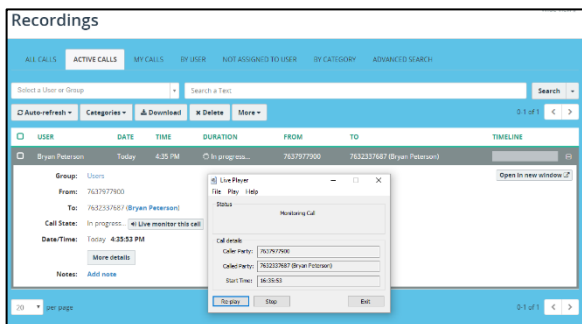 Recordings
ALL CALLS ACTIVE CALLS MY CALLS BY USER NOT ASSIGNED TO USER BY CATEGORY ADVANCED SEARCH
Select a User or Group Search a Text Search
Auto-refresh Categories Download Delete More 0-1 of 1
USER DATE TIME DURATION FROM TO TIMELINE
Bryan Peterson Today 4:35 PM In progress... 7637977900 7632337687 (Bryan Peterson)
Group: Users Open in new window
From: 7637977900
To: 7632337687 (Bryan Peterson)
Call State: In progress... Live monitor this call
Date/Time: Today 4:35:53 PM
More details
Notes: Add note
Live Player
File Play Help
Status
Monitoring Call
Call details
Caller Party: 7637977900
Called Party: 7632337687 (Bryan Peterson)
Start Time: 16:35:53
Re-play Stop Exit
20 per page 0-1 of 1